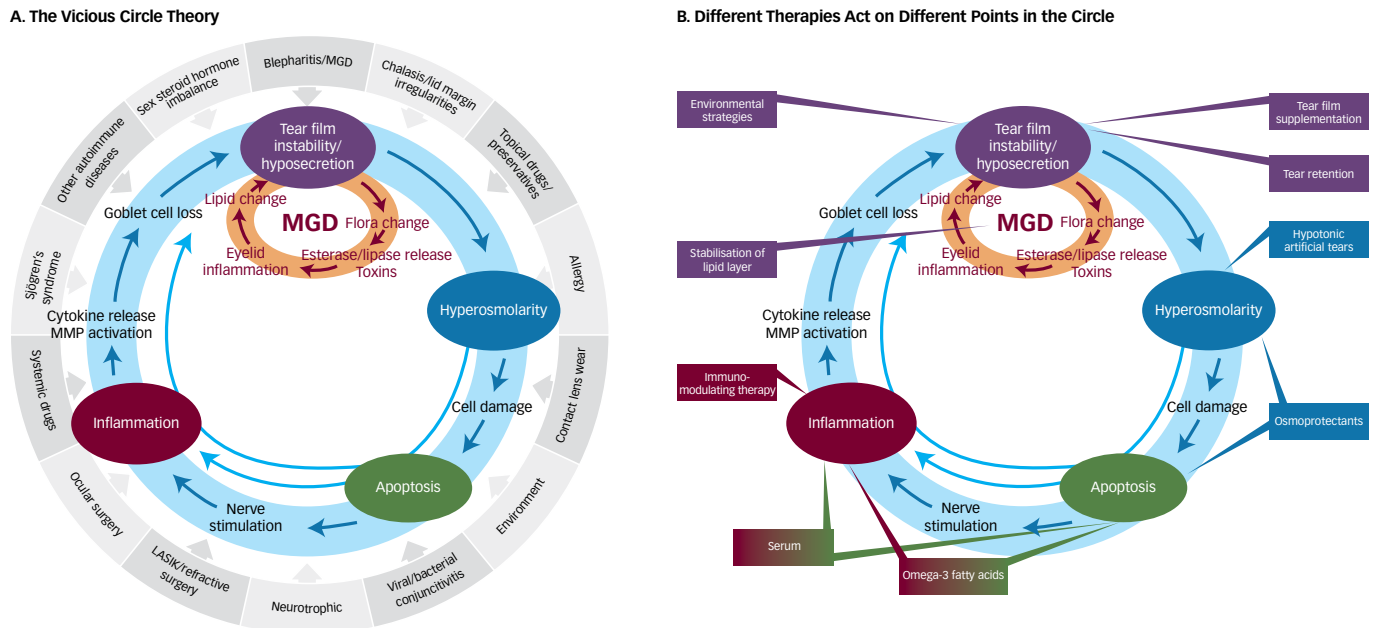 A. The Vicious Circle Theory
Blepharitis/MGD
Chalasis/lid margin
irregularities
Topical drugs/
preservatives
Allergy
Contact lens wear
Environment
Viral/bacterial
conjuncitivitis
Neurotrophic
LASIK/refractive
surgery
Ocular surgery
Systemic drugs
Sjögren's
syndrome
Other autoimmune
diseases
Sex steroid hormone
imbalance
Tear film
instability/
hyposecretion
Lipid change
MGD
Flora change
Esterase/lipase release
Toxins
Eyelid
inflammation
Goblet cell loss
Hyperosmolarity
Cytokine release
MMP activation
Cell damage
Inflammation
Apoptosis
Nerve
stimulation
B. Different Therapies Act on Different Points in the Circle
Environmental
strategies
Tear film
supplementation
Tear retention
Tear film
instability/
hyposecretion
Lipid change
MGD
Flora change
Esterase/lipase release
Toxins
Eyelid
inflammation
Goblet cell loss
Stabilisation of
lipid layer
Hypotonic
artificial tears
Hyperosmolarity
Cytokine release
MMP activation
Immuno-
modulating therapy
Cell damage
Osmoprotectants
Inflammation
Apoptosis
Nerve
stimulation
Serum
Omega-3 fatty acids